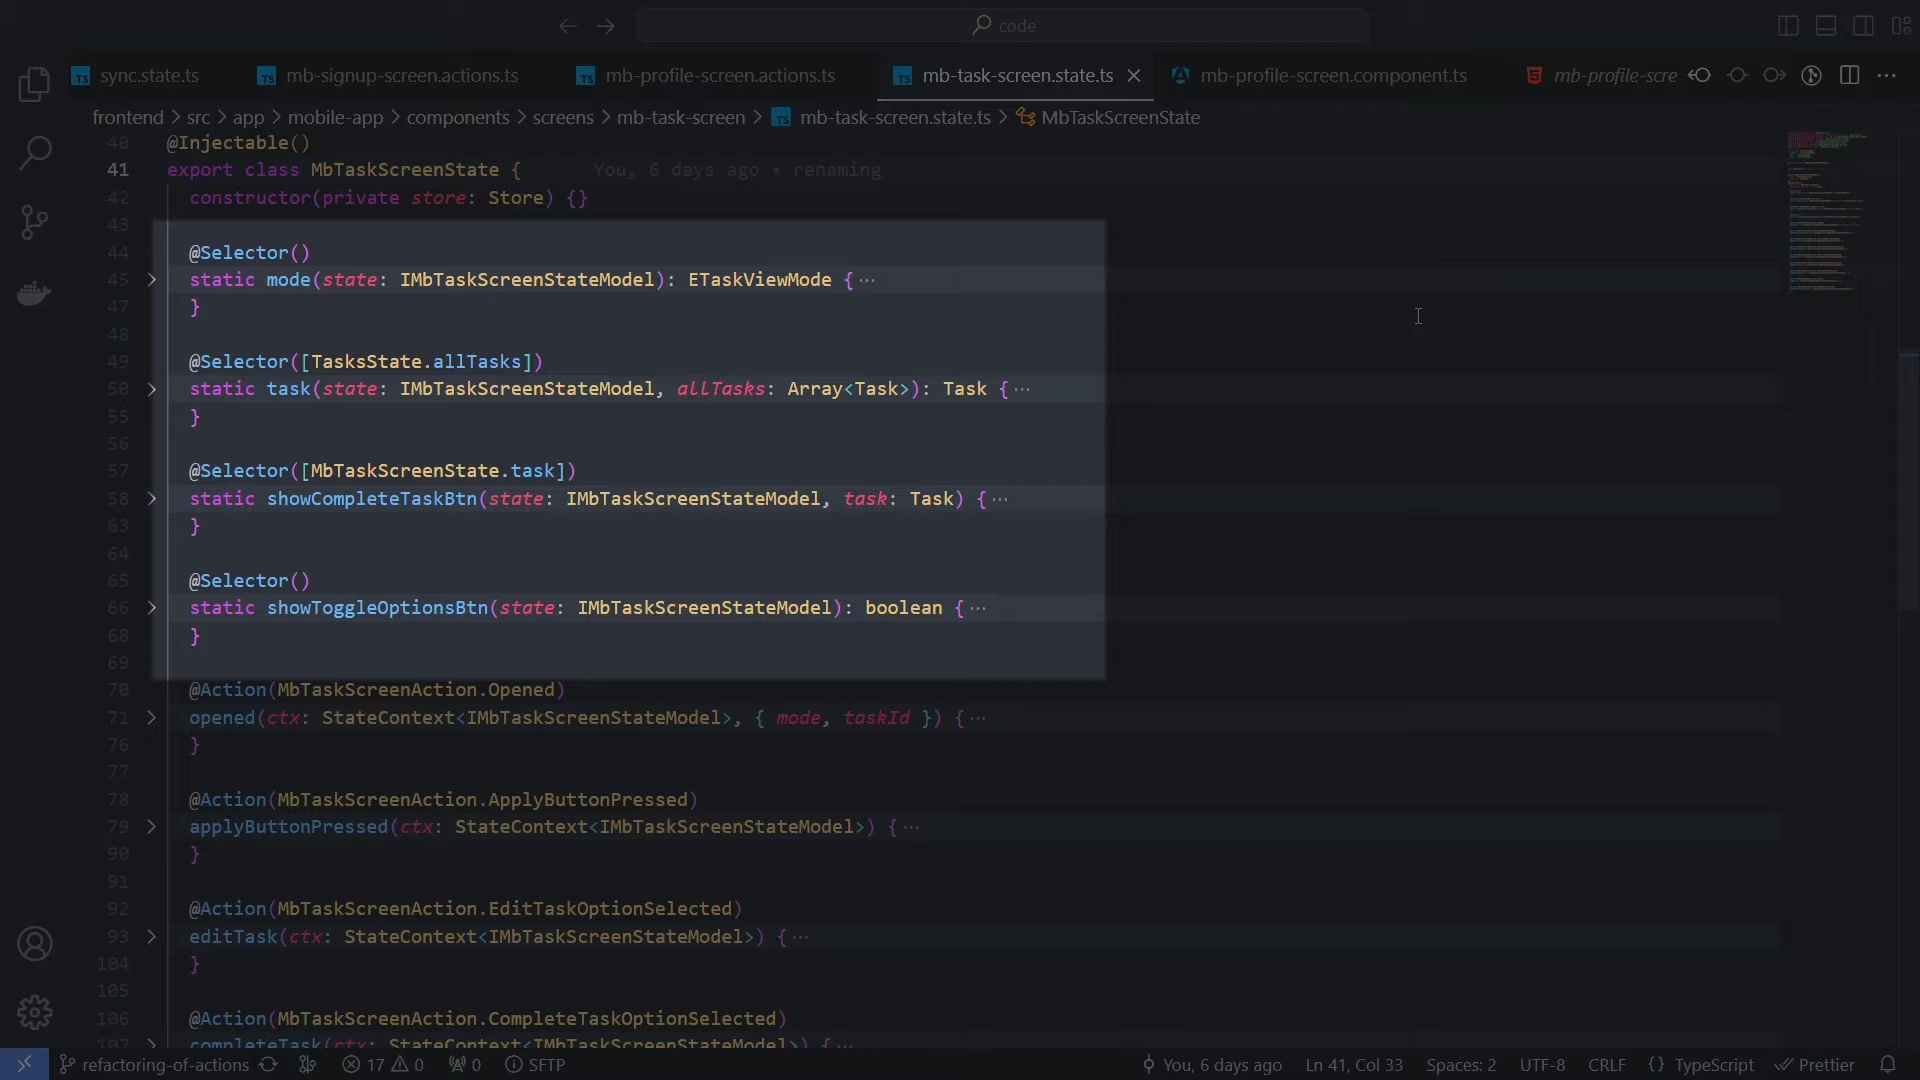 code
sync.state.ts mb-signup-screen.actions.ts mb-profile-screen.actions.ts mb-task-screen.state.ts mb-profile-screen.component.ts mb-profile-scre
frontend > src > app > mobile-app > components > screens > mb-task-screen > mb-task-screen.state.ts > MbTaskScreenState
40 @Injectable()
41 export class MbTaskScreenState { You, 6 days ago • renaming
42 constructor(private store: Store) {}
43
44 @Selector()
45 static mode(state: IMbTaskScreenStateModel): ETaskViewMode {…
47 }
48
49 @Selector([TasksState.allTasks])
50 static task(state: IMbTaskScreenStateModel, allTasks: Array<Task>): Task {…
55 }
56
57 @Selector([MbTaskScreenState.task])
58 static showCompleteTaskBtn(state: IMbTaskScreenStateModel, task: Task) {…
63 }
64
65 @Selector()
66 static showToggleOptionsBtn(state: IMbTaskScreenStateModel): boolean {…
68 }
69
70 @Action(MbTaskScreenAction.Opened)
71 opened(ctx: StateContext<IMbTaskScreenStateModel>, { mode, taskId }) {…
76 }
77
78 @Action(MbTaskScreenAction.ApplyButtonPressed)
79 applyButtonPressed(ctx: StateContext<IMbTaskScreenStateModel>) {…
90 }
91
92 @Action(MbTaskScreenAction.EditTaskOptionSelected)
93 editTask(ctx: StateContext<IMbTaskScreenStateModel>) {…
104 }
105
106 @Action(MbTaskScreenAction.CompleteTaskOptionSelected)
107 completeTask(ctx: StateContext<IMbTaskScreenStateModel>) {…
refactoring-of-actions 17 0 0 SFTP You, 6 days ago Ln 41, Col 33 Spaces: 2 UTF-8 CRLF {} TypeScript Prettier